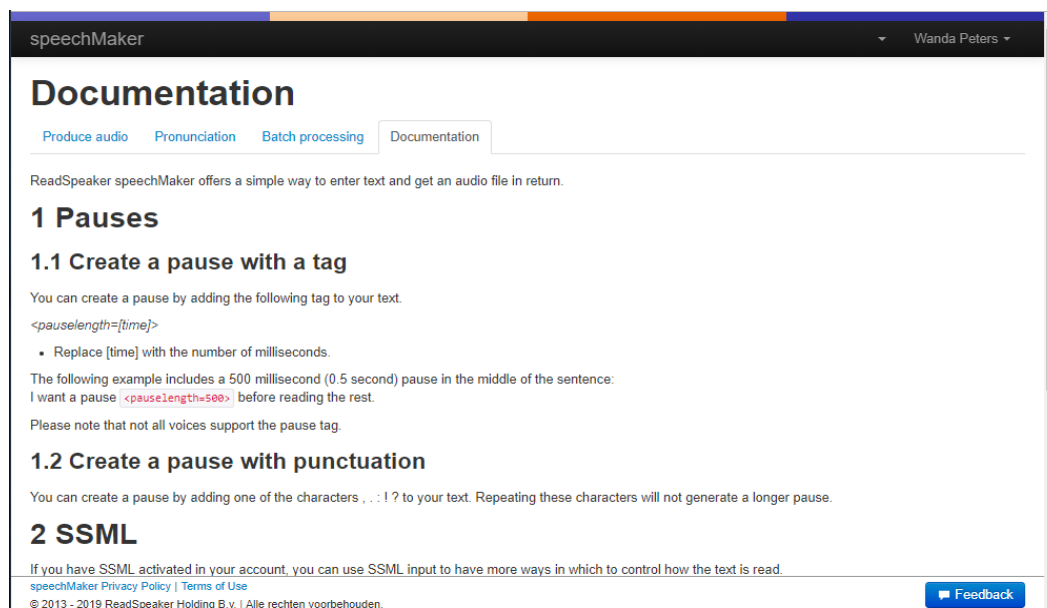 speechMaker
Wanda Peters
Documentation
Produce audio Pronunciation Batch processing Documentation
ReadSpeaker speechMaker offers a simple way to enter text and get an audio file in return.
1 Pauses
1.1 Create a pause with a tag
You can create a pause by adding the following tag to your text.
<pauselength=[time]>
• Replace [time] with the number of milliseconds.
The following example includes a 500 millisecond (0.5 second) pause in the middle of the sentence:
I want a pause <pauselength=500> before reading the rest.
Please note that not all voices support the pause tag.
1.2 Create a pause with punctuation
You can create a pause by adding one of the characters , . : ! ? to your text. Repeating these characters will not generate a longer pause.
2 SSML
If you have SSML activated in your account, you can use SSML input to have more ways in which to control how the text is read.
speechMaker Privacy Policy | Terms of Use
© 2013 - 2019 ReadSpeaker Holding B.v. | Alle rechten voorbehouden.
Feedback